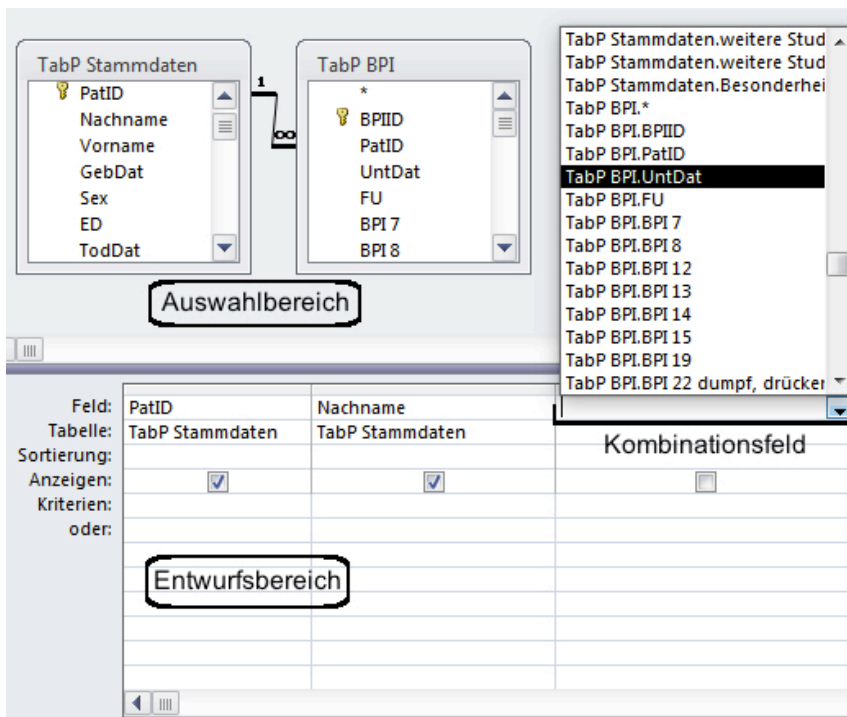 TabP Stammdaten
PatID
Nachname
Vorname
GebDat
Sex
ED
TodDat
1
∞
TabP BPI
*
BPIID
PatID
UntDat
FU
BPI 7
BPI 8
TabP Stammdaten.weitere Stud
TabP Stammdaten.weitere Stud
TabP Stammdaten.Besonderhei
TabP BPI.*
TabP BPI.BPIID
TabP BPI.PatID
TabP BPI.UntDat
TabP BPI.FU
TabP BPI.BPI 7
TabP BPI.BPI 8
TabP BPI.BPI 12
TabP BPI.BPI 13
TabP BPI.BPI 14
TabP BPI.BPI 15
TabP BPI.BPI 19
TabP BPI.BPI 22 dumpf, drücker
Auswahlbereich
Feld: PatID Nachname
Tabelle: TabP Stammdaten TabP Stammdaten
Kombinationsfeld
Sortierung:
Anzeigen:
Kriterien:
oder:
Entwurfsbereich